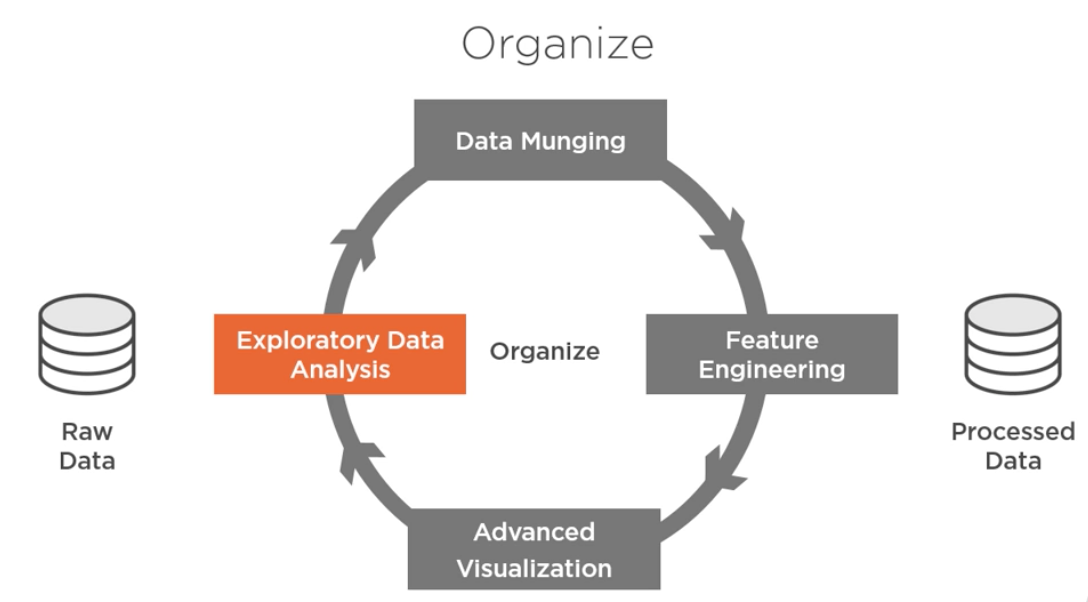 Organize
Data Munging
Exploratory Data
Analysis
Organize
Feature
Engineering
Raw
Data
Processed
Data
Advanced
Visualization